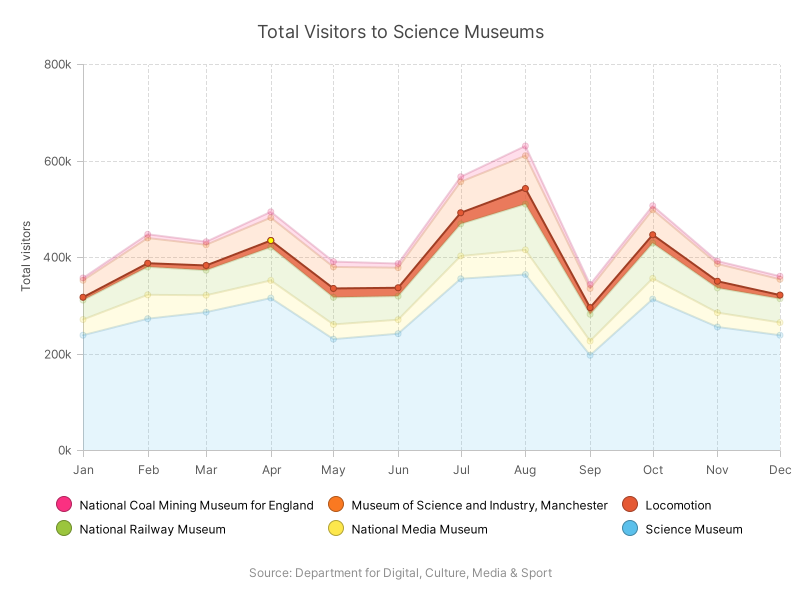 Total Visitors to Science Museums
800k
600k
400k
200k
0k
Total visitors
Jan Feb Mar Apr May Jun Jul Aug Sep Oct Nov Dec
National Coal Mining Museum for England Museum of Science and Industry, Manchester Locomotion
National Railway Museum National Media Museum Science Museum
Source: Department for Digital, Culture, Media & Sport